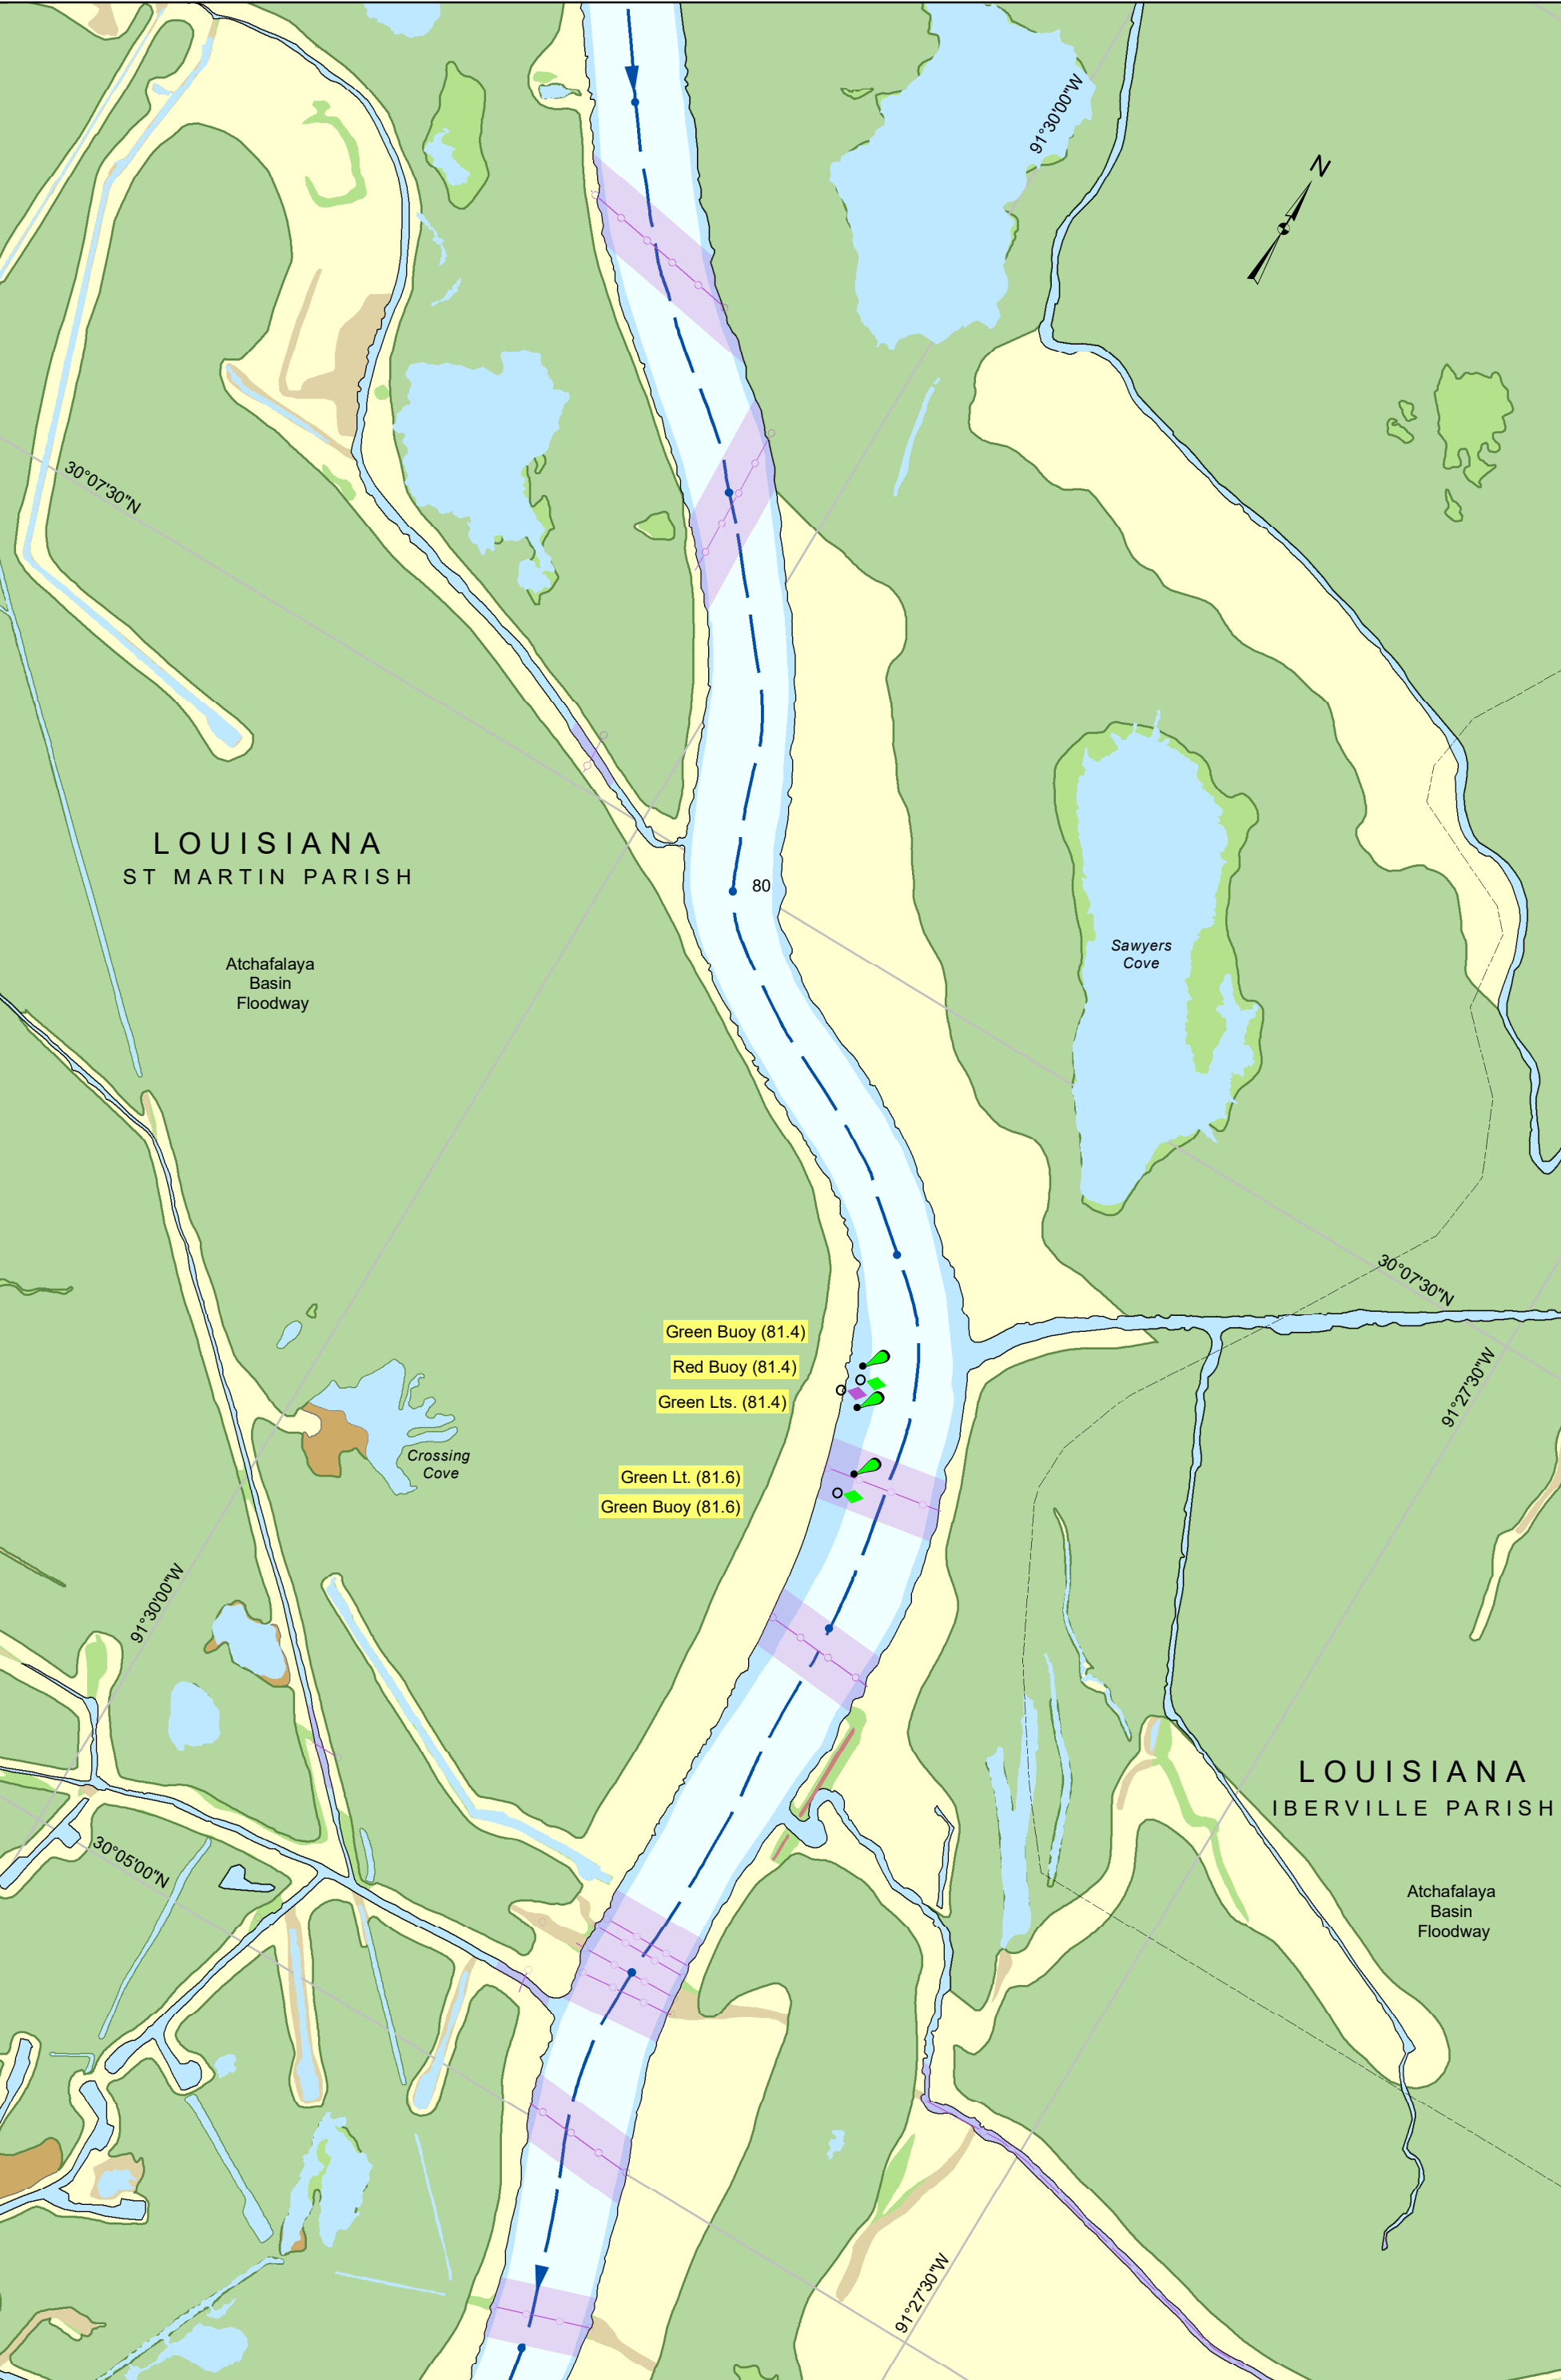 91°30'00"W
N
30°07'30"N
LOUISIANA
ST MARTIN PARISH
80
Atchafalaya
Basin
Floodway
Sawyers
Cove
30°07'30"N
Green Buoy (81.4)
Red Buoy (81.4)
Green Lts. (81.4)
91°27'30"W
Crossing
Cove
Green Lt. (81.6)
Green Buoy (81.6)
91°30'00"W
LOUISIANA
IBERVILLE PARISH
30°05'00"N
Atchafalaya
Basin
Floodway
91°27'30"W